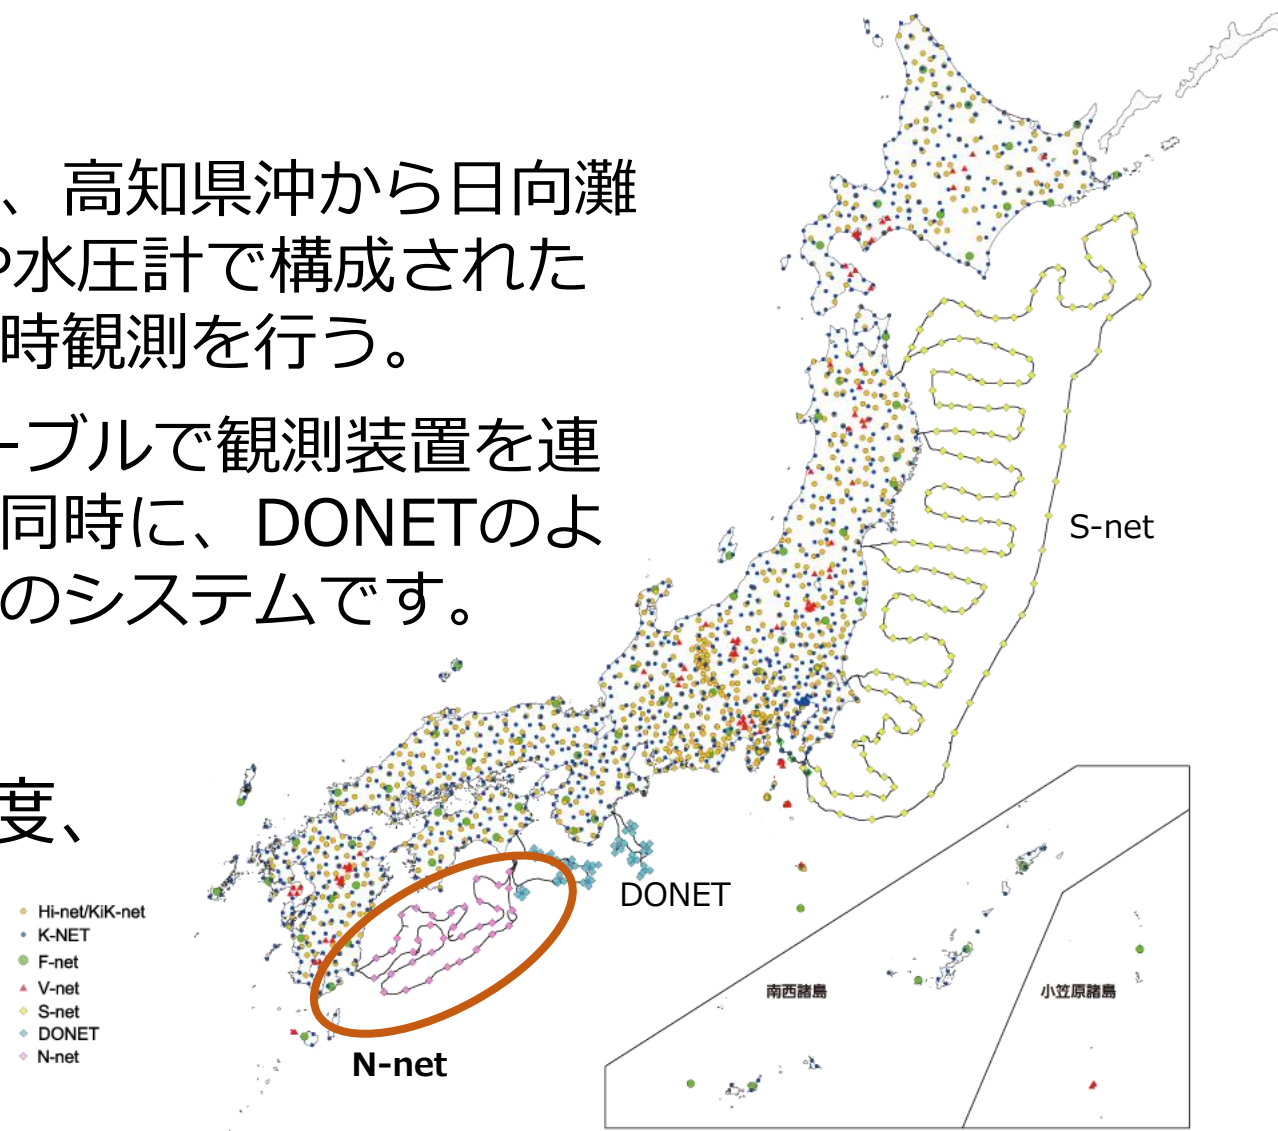 、高知県沖から日向灘
や水圧計で構成された
時観測を行う。
ーブルで観測装置を連
同時に、DONETのよ
のシステムです。
度、
S-net
DONET
N-net
Hi-net/KiK-net
K-NET
F-net
V-net
S-net
DONET
N-net
南西諸島
小笠原諸島